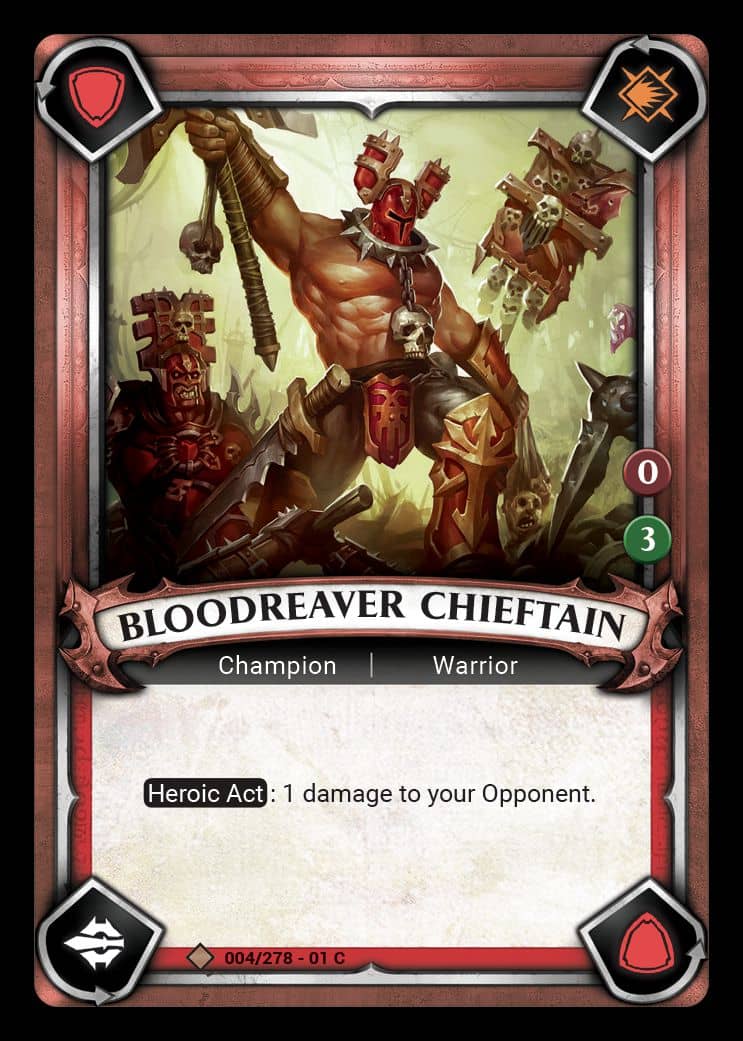 0
3
BLOODREAVER CHIEFTAIN
Champion | Warrior
Heroic Act: 1 damage to your Opponent.
004/278 - 01 C